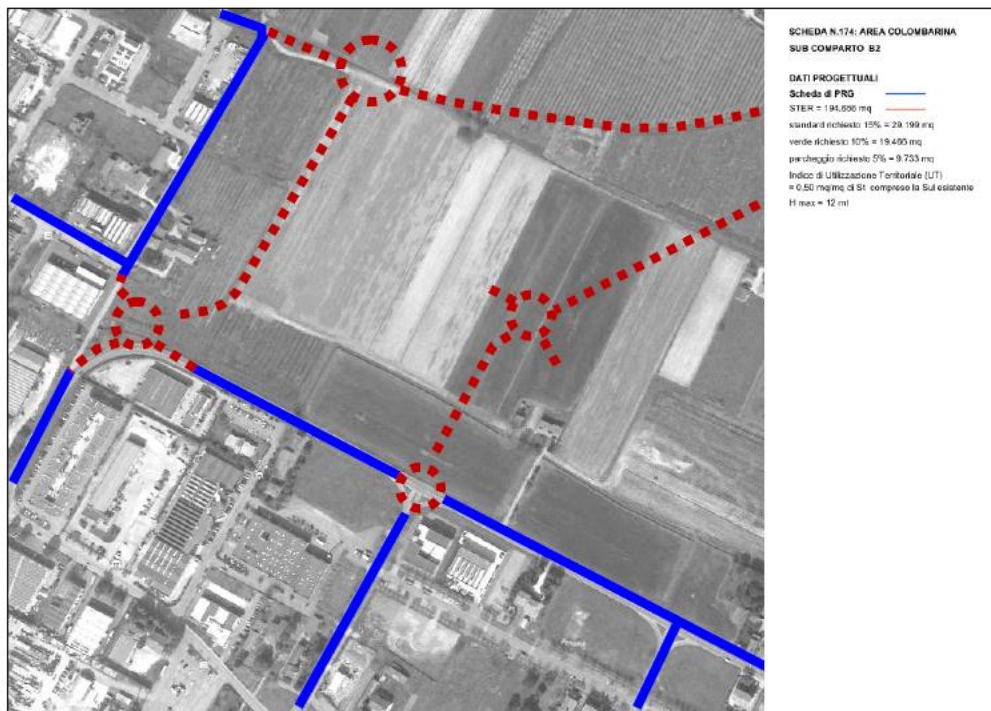 SCHEDA N.174: AREA COLOMBARINA
SUB COMPARTO B2
DATI PROGETTUALI
Scheda di PRG
STER = 194.666 mq
standard richiesto 15% = 29.199 mq
verde richiesto 10% = 19.466 mq
parcheggio richiesto 5% = 9.733 mq
Indice di Utilizzazione Territoriale (UT)
= 0,50 mq/mq di St compreso la Sul esistente
H max = 12 ml